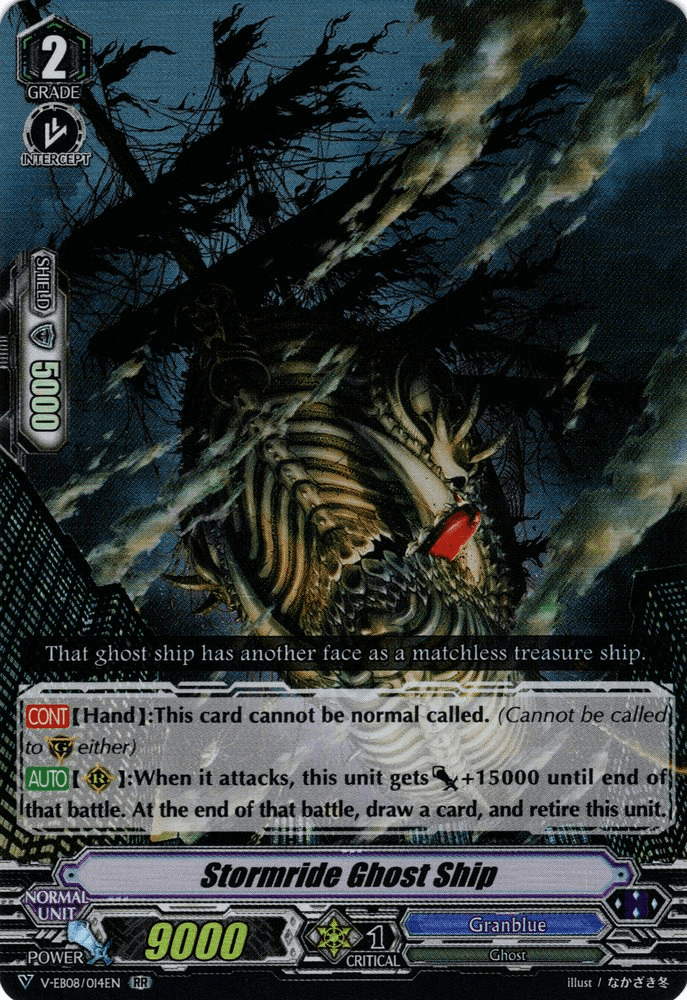 2
GRADE
INTERCEPT
SHIELD
5000
That ghost ship has another face as a matchless treasure ship.
CONT【Hand】:This card cannot be normal called. (Cannot be called
to G either)
AUTO【R】:When it attacks, this unit gets +15000 until end of
that battle. At the end of that battle, draw a card, and retire this unit.
Stormride Ghost Ship
NORMAL
UNIT
POWER
9000
1
CRITICAL
Granblue
Ghost
V-EB08/014EN RR
illust / なかざき冬